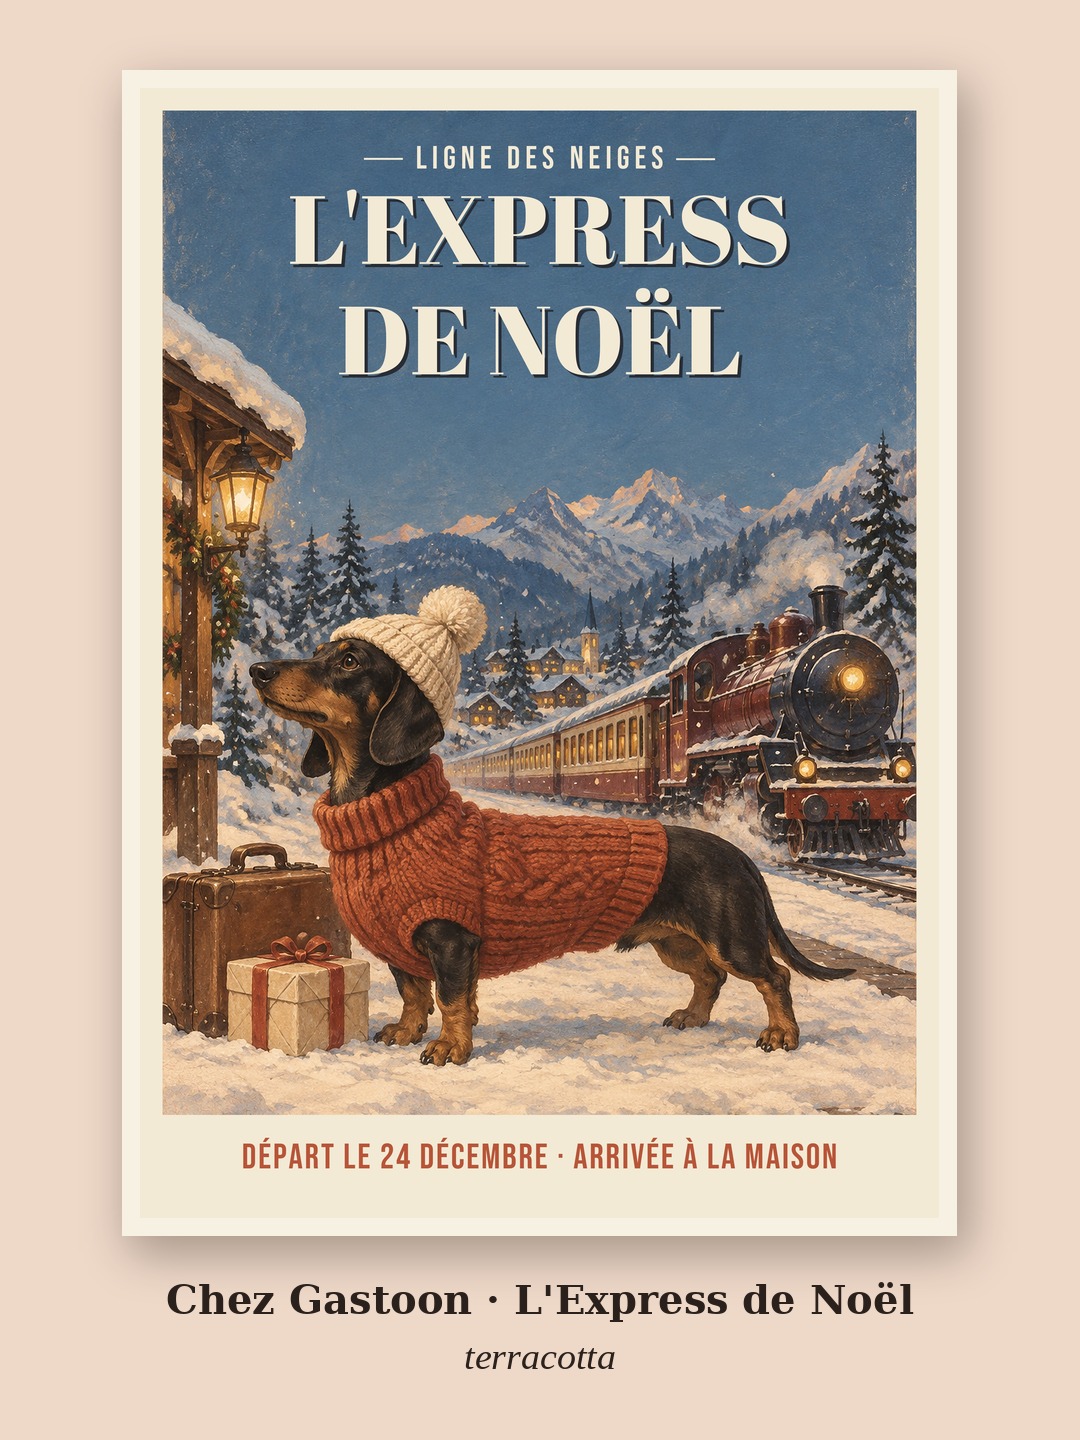 LIGNE DES NEIGES
L'EXPRESS
DE NOËL
DÉPART LE 24 DÉCEMBRE · ARRIVÉE À LA MAISON
Chez Gastoon · L'Express de Noël
terracotta